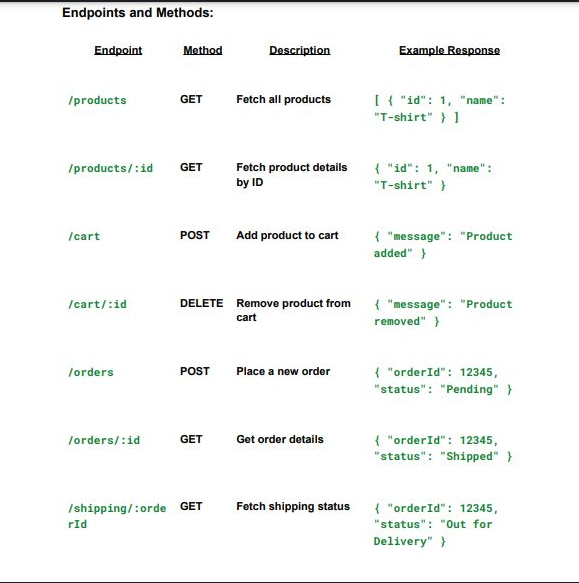 Endpoints and Methods:
Endpoint Method Description Example Response
/products GET Fetch all products [ { "id": 1, "name":
"T-shirt" } ]
/products/:id GET Fetch product details { "id": 1, "name":
by ID "T-shirt" }
/cart POST Add product to cart { "message": "Product
added" }
/cart/:id DELETE Remove product from { "message": "Product
cart removed" }
/orders POST Place a new order { "orderId": 12345,
"status": "Pending" }
/orders/:id GET Get order details { "orderId": 12345,
"status": "Shipped" }
/shipping/:orde GET Fetch shipping status { "orderId": 12345,
rId "status": "Out for
Delivery" }